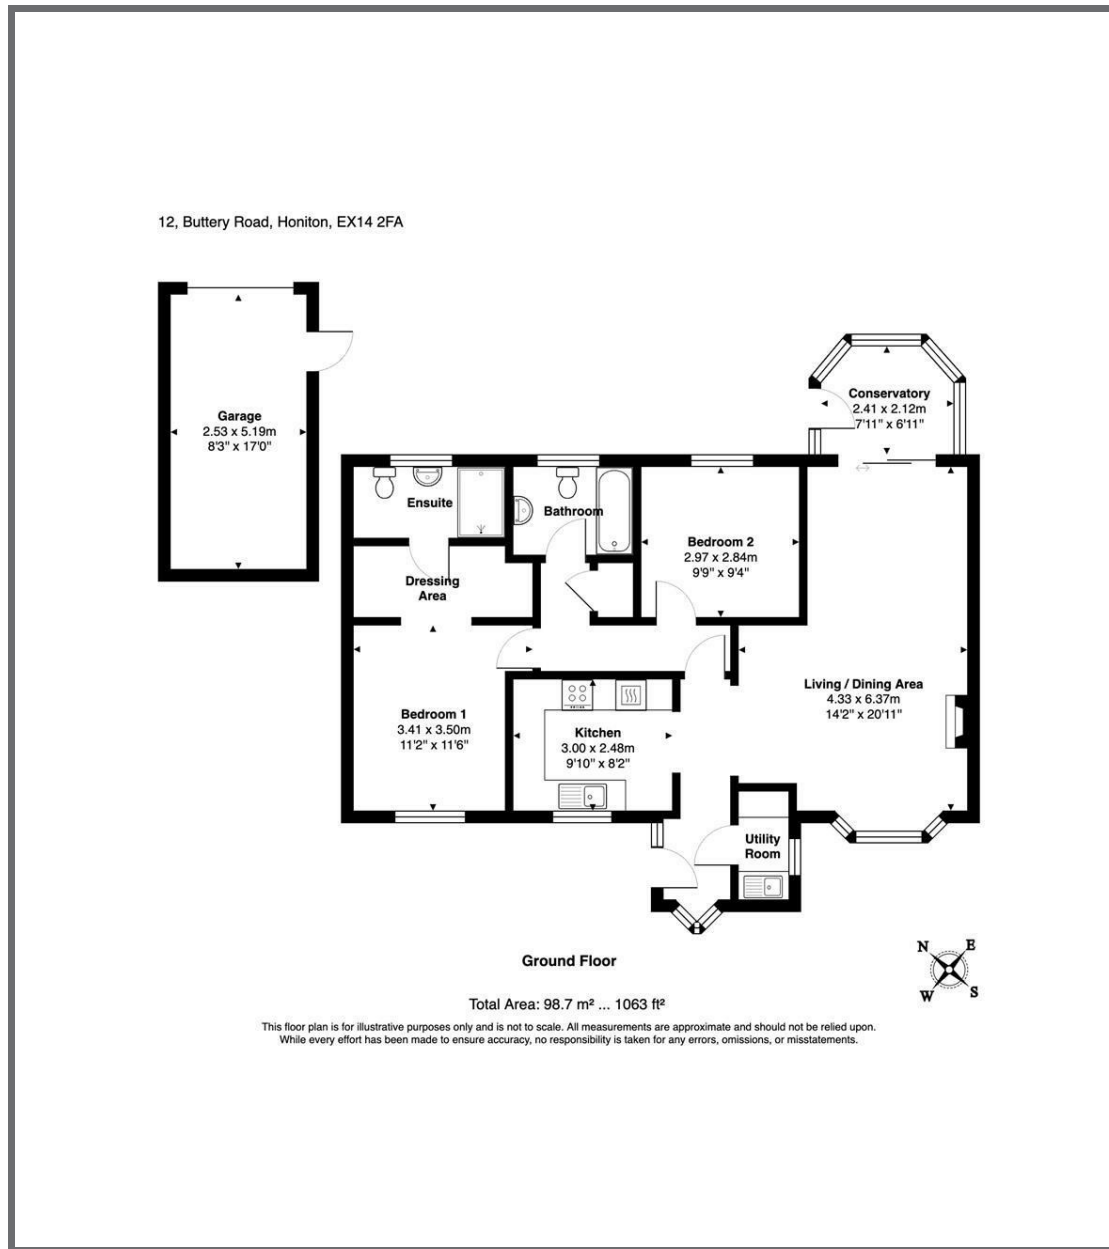 12, Buttery Road, Honiton, EX14 2FA
Garage
2.53 x 5.19m
8'3" x 17'0"
Conservatory
2.41 x 2.12m
7'11" x 6'11"
Ensuite
Bathroom
Bedroom 2
2.97 x 2.84m
9'9" x 9'4"
Dressing
Area
Living / Dining Area
4.33 x 6.37m
14'2" x 20'11"
Bedroom 1
3.41 x 3.50m
11'2" x 11'6"
Kitchen
3.00 x 2.48m
9'10" x 8'2"
Utility
Room
Ground Floor
N E
W S
Total Area: 98.7 m² ... 1063 ft²
This floor plan is for illustrative purposes only and is not to scale. All measurements are approximate and should not be relied upon.
While every effort has been made to ensure accuracy, no responsibility is taken for any errors, omissions, or misstatements.